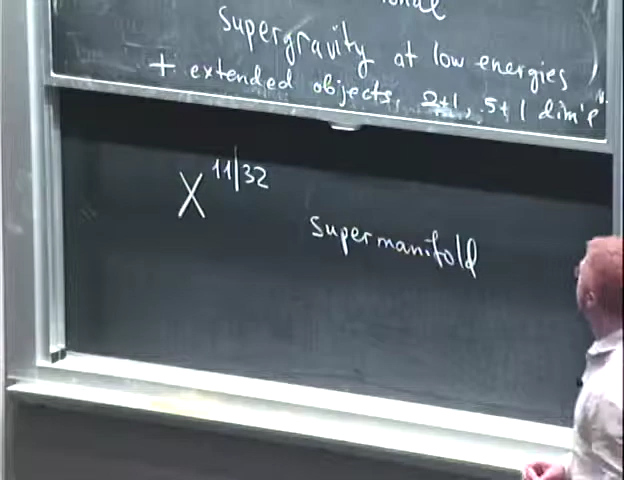 Supergravity at low energies
+ extended objects, 2+1, 5+1 dim'l
X^{11|32}
supermanifold